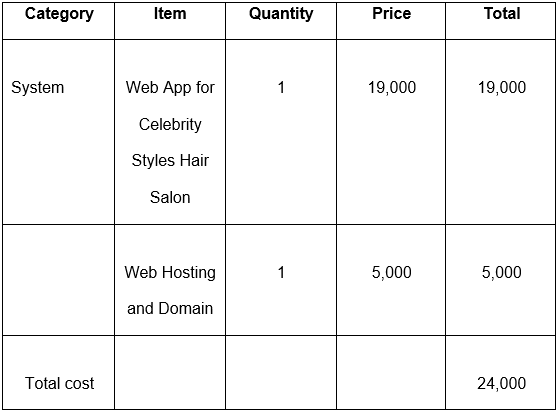 Category Item Quantity Price Total
System Web App for 1 19,000 19,000
Celebrity
Styles Hair
Salon
Web Hosting 1 5,000 5,000
and Domain
Total cost 24,000